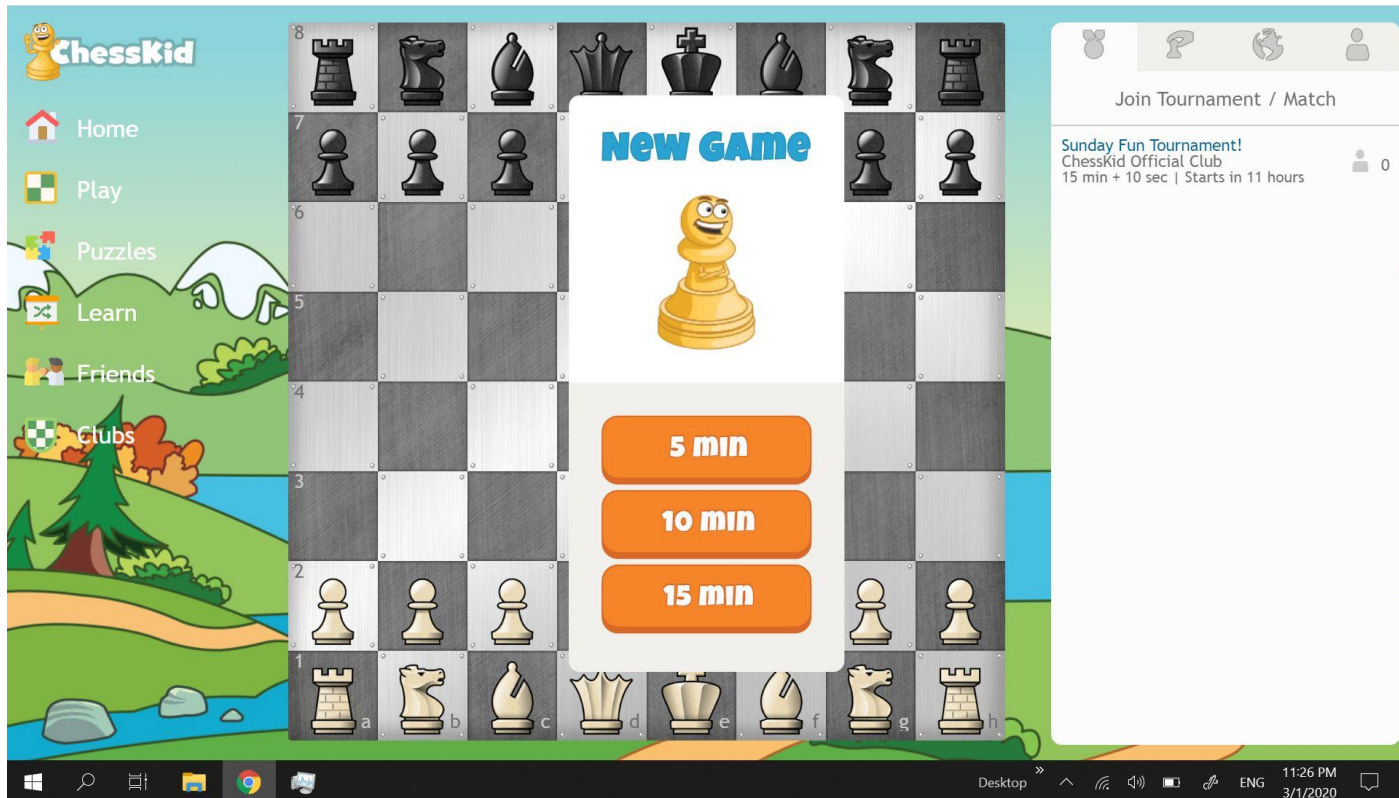 ChessKid
Home
Play
Puzzles
Learn
Friends
Clubs
8
7
6
5
4
3
2
1
a
b
c
d
e
f
g
h
New Game
5 min
10 min
15 min
Join Tournament / Match
Sunday Fun Tournament!
ChessKid Official Club
15 min + 10 sec | Starts in 11 hours
0
Desktop
»
ENG
11:26 PM
3/1/2020